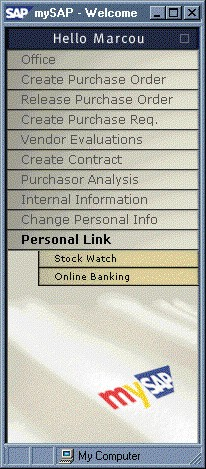 SAP mySAP - Welcome
Hello Marcou
Office
Create Purchase Order
Release Purchase Order
Create Purchase Req.
Vendor Evaluations
Create Contract
Purchasor Analysis
Internal Information
Change Personal Info
Personal Link
Stock Watch
Online Banking
mySAP
My Computer